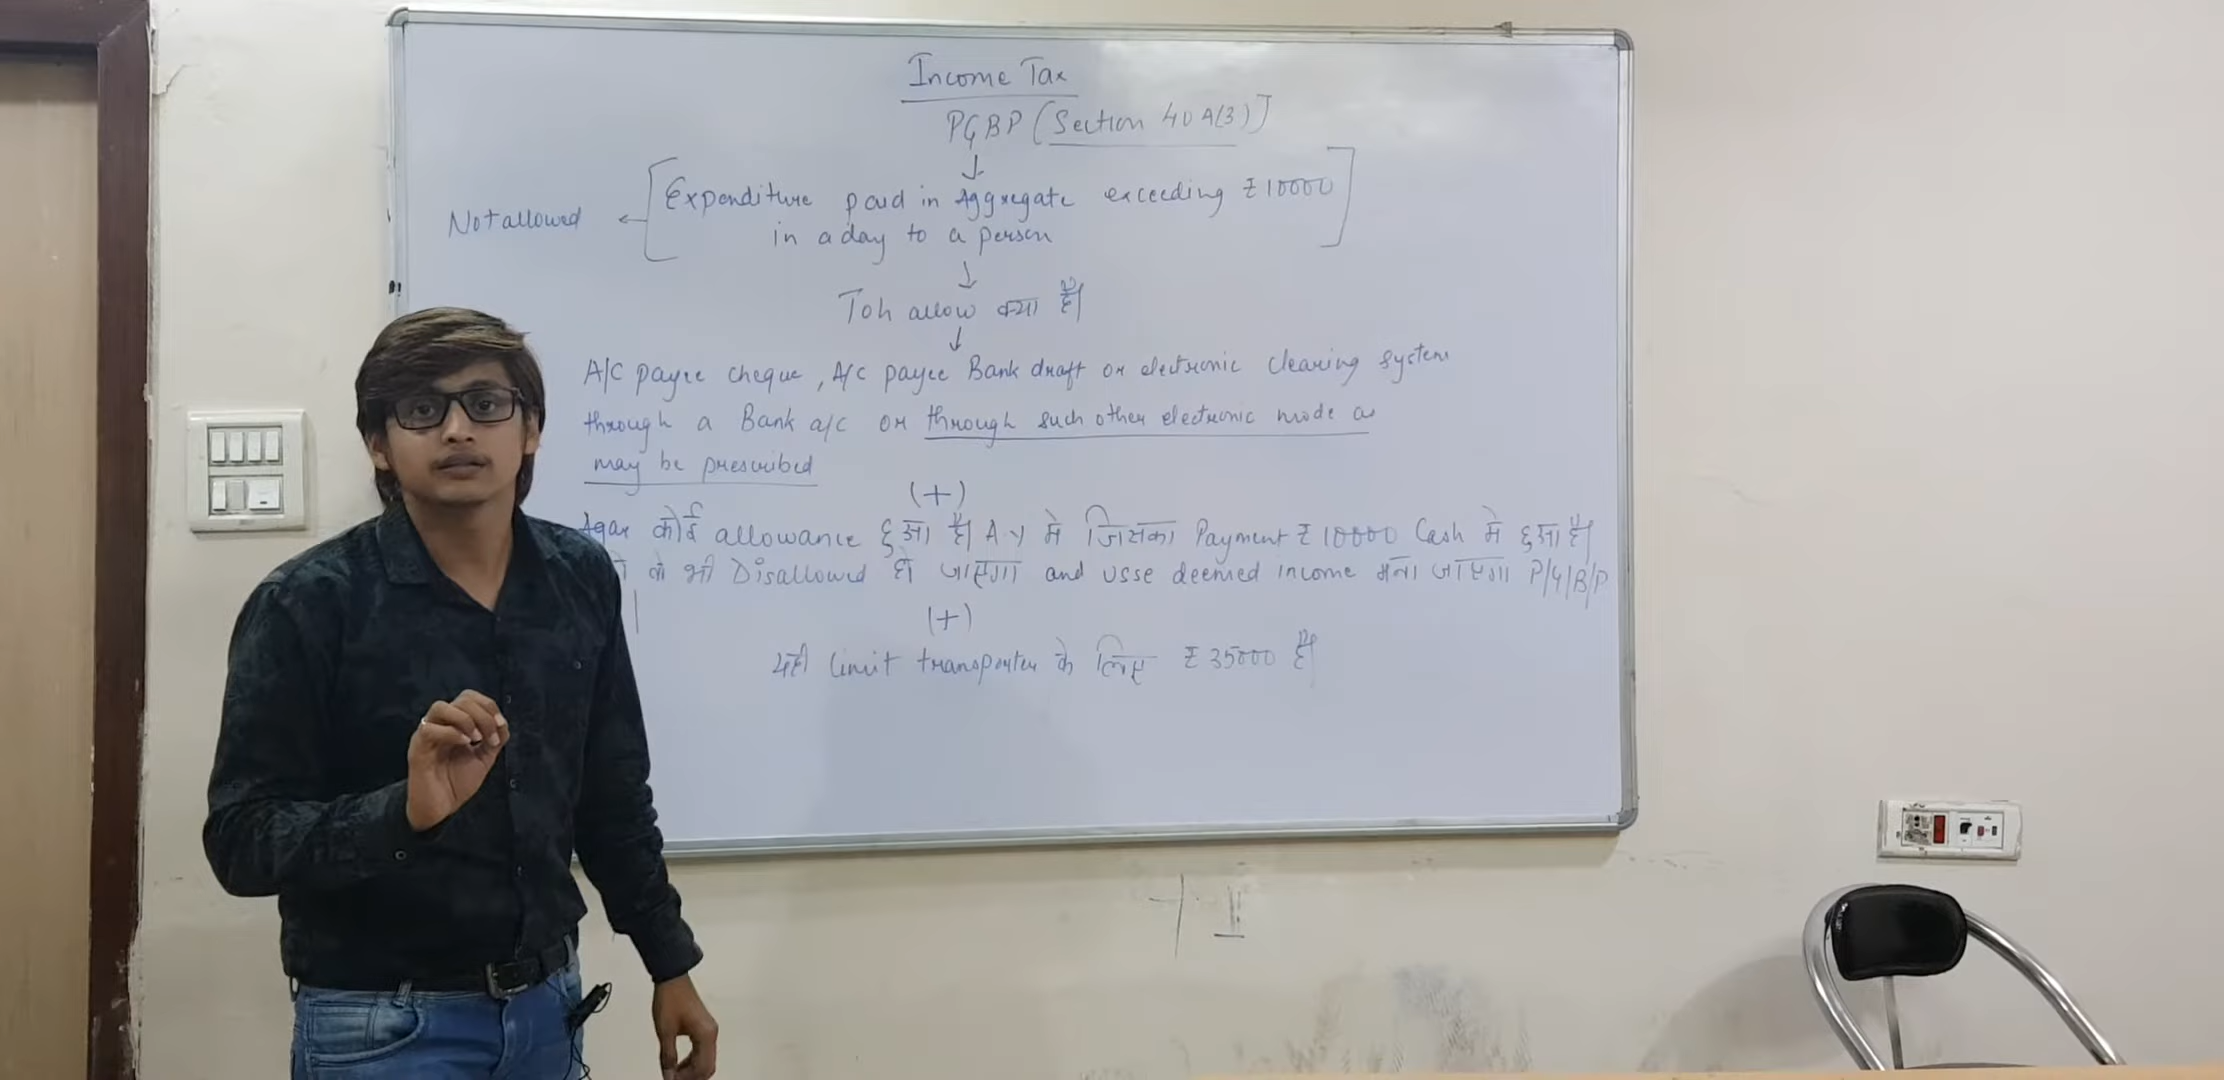 Income Tax
PGBP (Section 40A(3)]
Expenditure paid in Aggregate exceeding ₹10000
Not allowed
in a day to a person
Toh allow क्या है
A/C payee cheque, A/C payee Bank draft or electronic clearing system
through a Bank a/c or through such other electronic mode as
may be prescribed
(+)
Agar कोई allowance हुआ है A Y मे जिसका Payment ₹10000 Cash मे हुआ है
वो भी Disallowed हो जाएगा and usse deemed income माना जाएगा P/G/B/P
(+)
यही limit transporter के लिए ₹35000 है